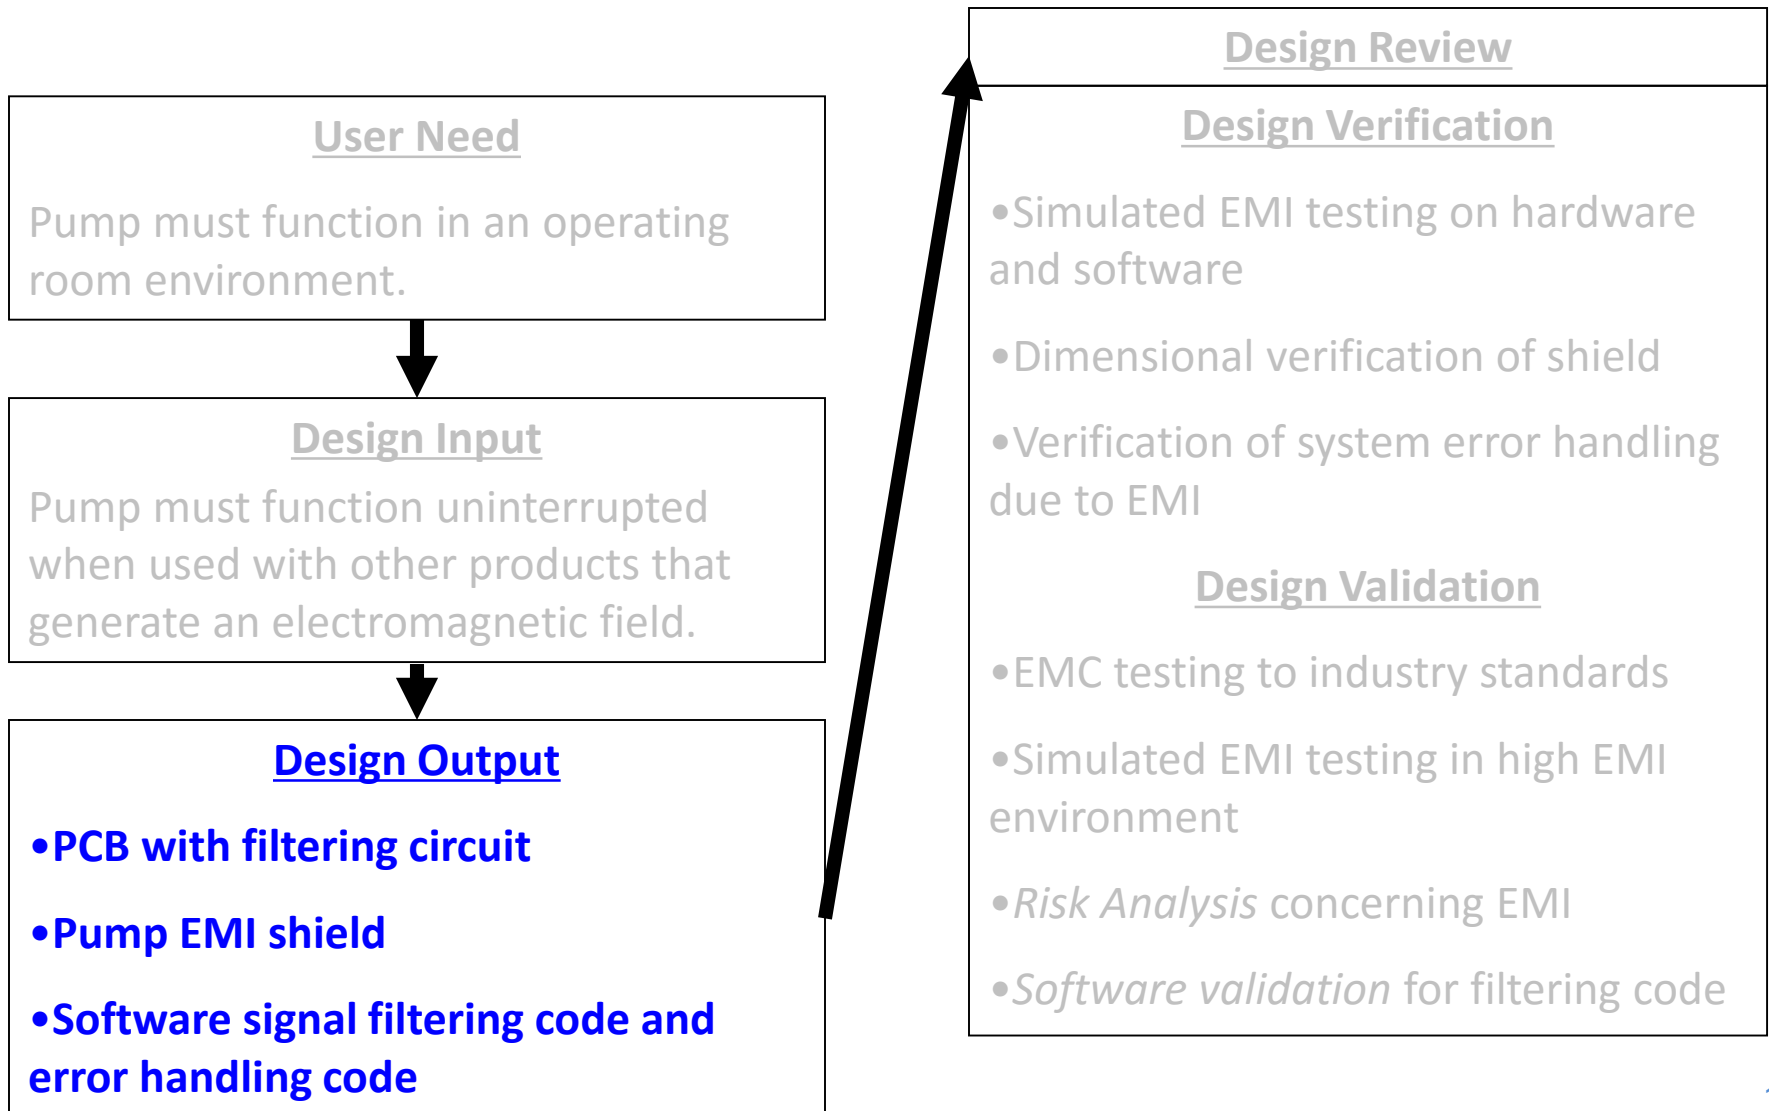 User Need
Pump must function in an operating
room environment.
Design Input
Pump must function uninterrupted
when used with other products that
generate an electromagnetic field.
Design Output
•PCB with filtering circuit
•Pump EMI shield
•Software signal filtering code and
error handling code
Design Review
Design Verification
•Simulated EMI testing on hardware
and software
•Dimensional verification of shield
•Verification of system error handling
due to EMI
Design Validation
•EMC testing to industry standards
•Simulated EMI testing in high EMI
environment
•Risk Analysis concerning EMI
•Software validation for filtering code